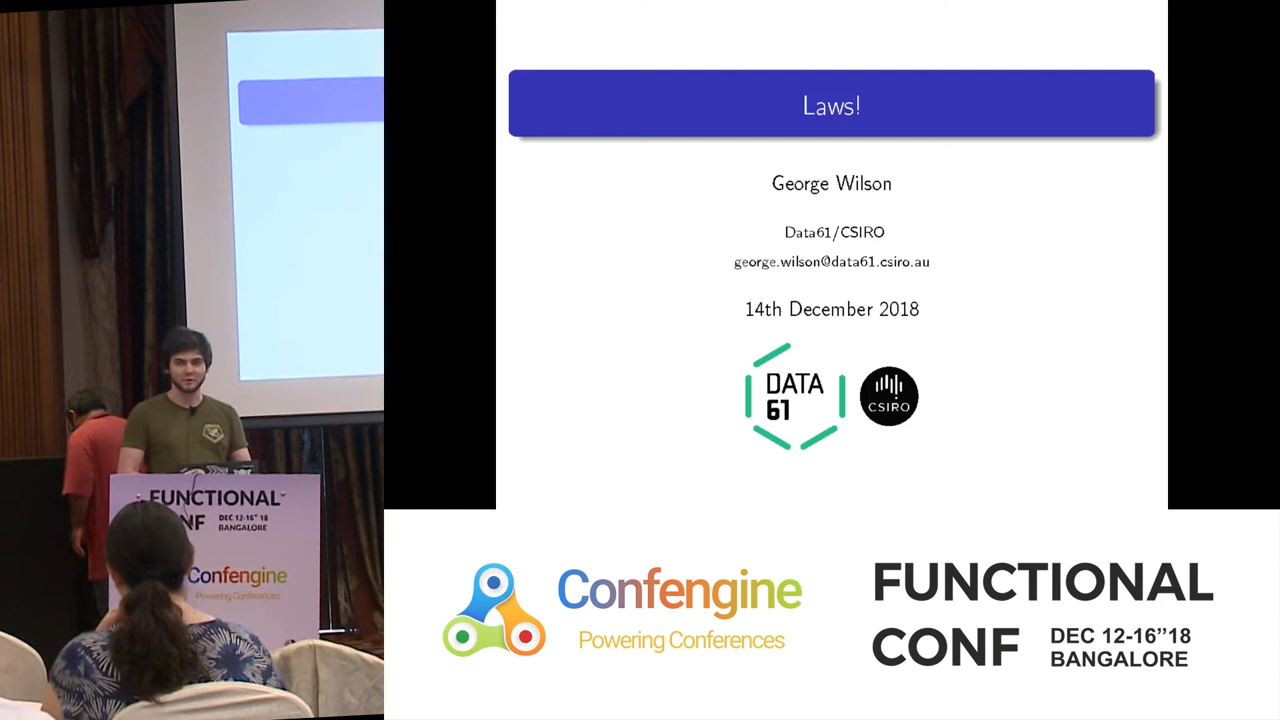 Laws!
George Wilson
Data61/CSIRO
george.wilson@data61.csiro.au
14th December 2018
DATA
61
CSIRO
FUNCTIONAL
NF DEC 12-16" 18
BANGALORE
Confengine
Powering Conferences
Confengine
Powering Conferences
FUNCTIONAL
CONF DEC 12-16"18
BANGALORE